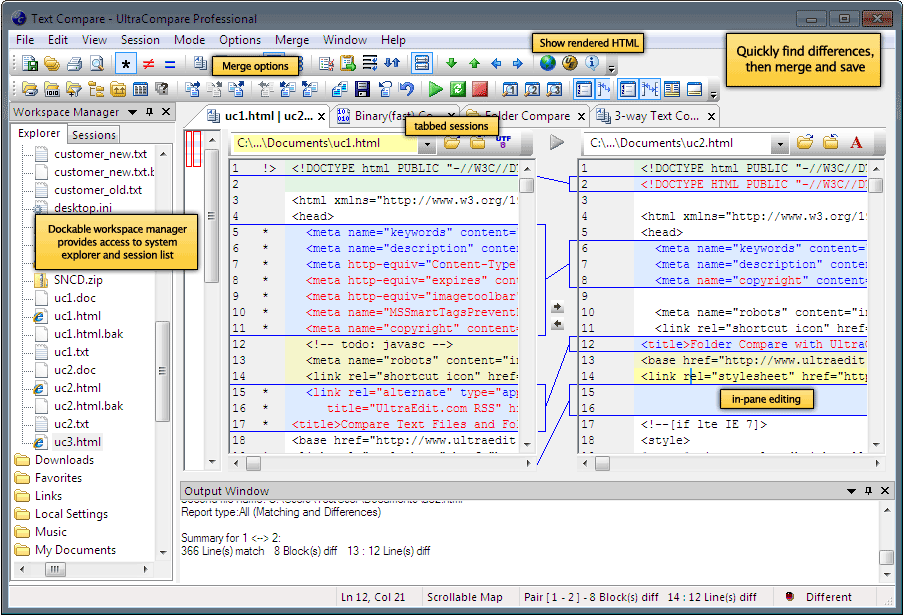 Text Compare - UltraCompare Professional
File Edit View Session Mode Options Merge Window Help
Show rendered HTML
Quickly find differences,
then merge and save
Merge options
Workspace Manager
Explorer Sessions
customer_new.txt
customer_new.txt.b
customer_old.txt
desktop.ini
Dockable workspace manager
provides access to system
explorer and session list
SNCD.zip
uc1.doc
uc1.html
uc1.html.bak
uc1.txt
uc2.doc
uc2.html
uc2.html.bak
uc2.txt
uc3.html
Downloads
Favorites
Links
Local Settings
Music
My Documents
uc1.html | uc2... x Binary(fast) Co... Folder Compare x 3-way Text Co... x
tabbed sessions
C:\...\Documents\uc1.html
1 !> <!DOCTYPE html PUBLIC "-//W3C//D
2
3 <html xmlns="http://www.w3.org/1
4 <head>
5 * <meta name="keywords" content=
6 * <meta name="description" conte
7 * <meta http-equiv="Content-Type
8 * <meta http-equiv="expires" conte
9 * <meta http-equiv="imagetoolbar
10 * <meta name="MSSmartTagsPrevent
11 * <meta name="copyright" content
12 <!-- todo: javasc -->
13 <meta name="robots" content="i
14 <link rel="shortcut icon" href=
15 * <link rel="alternate" type="app
16 * title="UltraEdit.com RSS" h
17 * <title>Compare Text Files and Fo
18 <base href="http://www.ultraedit
C:\...\Documents\uc2.html
1 <!DOCTYPE html PUBLIC "-//W3C//D
2 <!DOCTYPE HTML PUBLIC "-//W3C//D
3
4 <html xmlns="http://www.w3.org/1
5 <head>
6 <meta name="keywords" content=
7 <meta name="description" conte
8 <meta name="copyright" content
9
10 <meta name="robots" content="i
11 <link rel="shortcut icon" href=
12 <title>Folder Compare with Ultra
13 <base href="http://www.ultraedit
14 <link rel="stylesheet" href="http
15
16
in-pane editing
17 <!--[if lte IE 7]>
18 <style>
Output Window
Report type:All (Matching and Differences)
Summary for 1 <--> 2:
366 Line(s) match 8 Block(s) diff 13 : 12 Line(s) diff
Ln 12, Col 21 Scrollable Map Pair [ 1 - 2 ] - 8 Block(s) diff 14 : 12 Line(s) diff Different